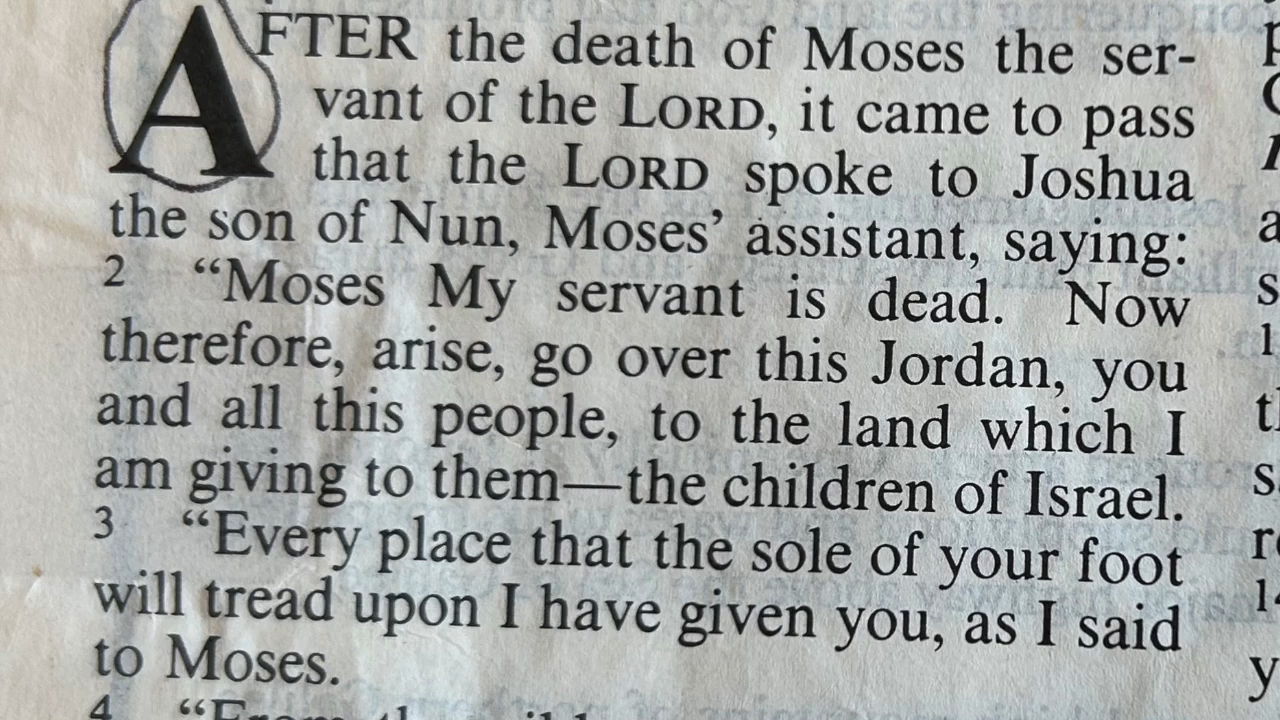 AFTER the death of Moses the ser-
vant of the LORD, it came to pass
that the LORD spoke to Joshua
the son of Nun, Moses’ assistant, saying:
2 “Moses My servant is dead. Now
therefore, arise, go over this Jordan, you
and all this people, to the land which I
am giving to them—the children of Israel.
3 “Every place that the sole of your foot
will tread upon I have given you, as I said
to Moses.
4 “From